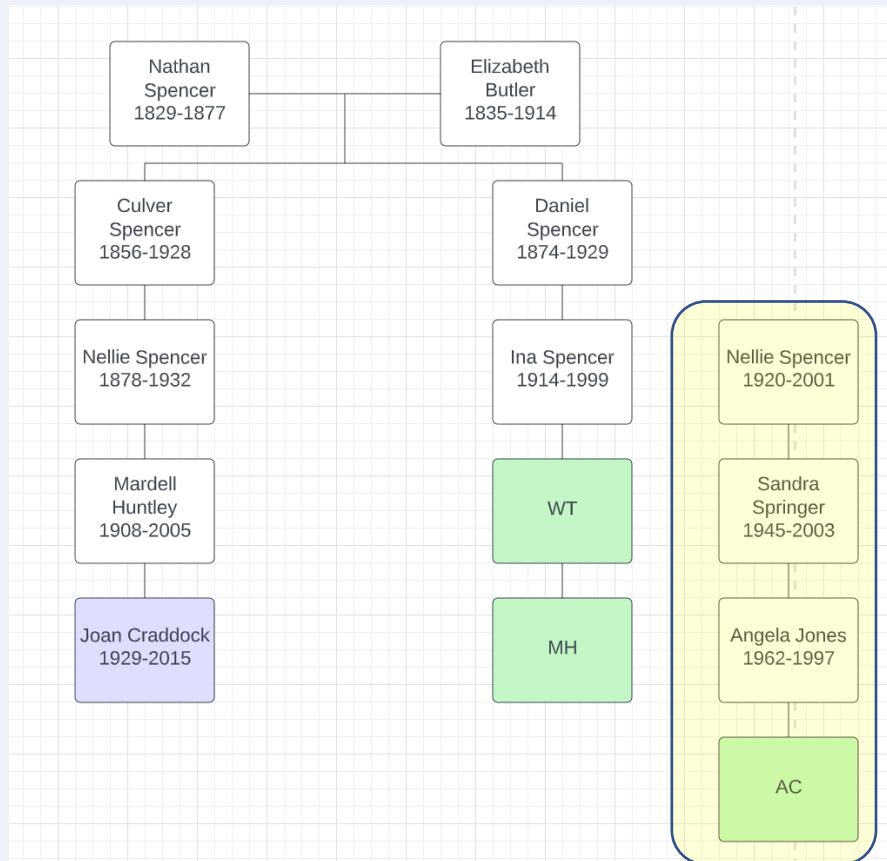 Nathan
Spencer
1829-1877
Elizabeth
Butler
1835-1914
Culver
Spencer
1856-1928
Daniel
Spencer
1874-1929
Nellie Spencer
1878-1932
Ina Spencer
1914-1999
Nellie Spencer
1920-2001
Mardell
Huntley
1908-2005
WT
Sandra
Springer
1945-2003
Joan Craddock
1929-2015
MH
Angela Jones
1962-1997
AC